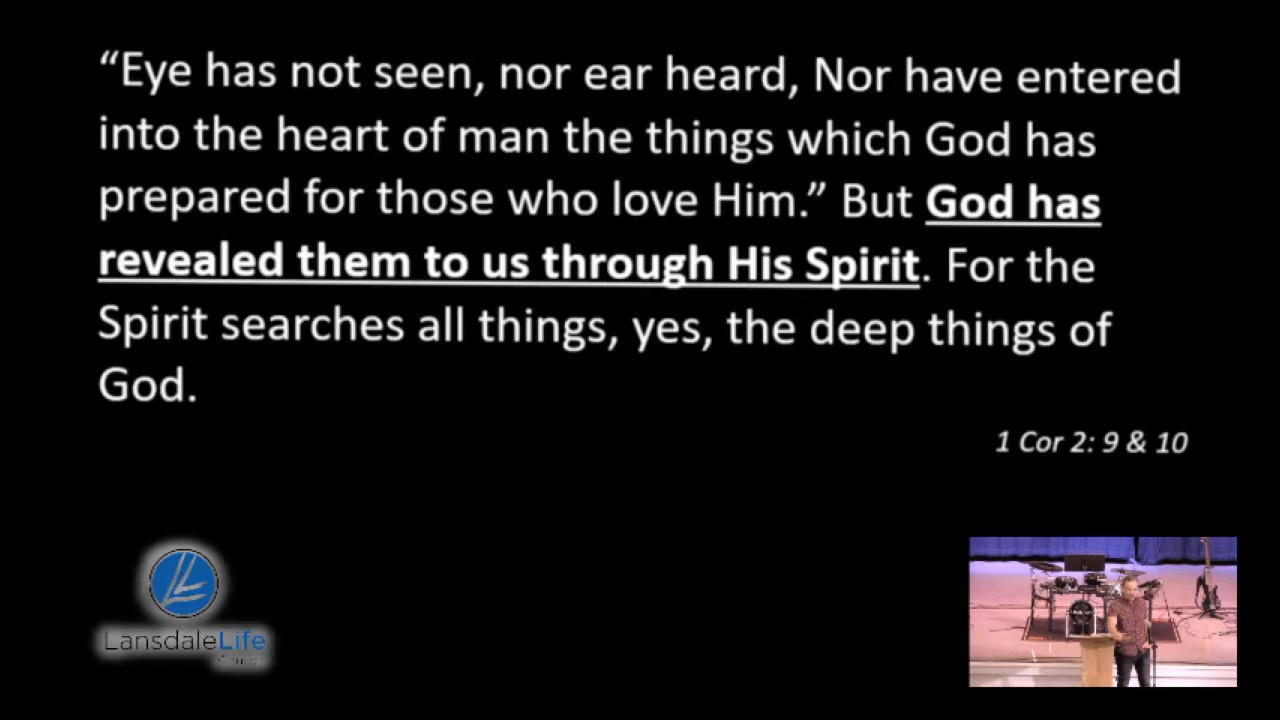 “Eye has not seen, nor ear heard, Nor have entered
into the heart of man the things which God has
prepared for those who love Him.” But God has
revealed them to us through His Spirit. For the
Spirit searches all things, yes, the deep things of
God.
1 Cor 2: 9 & 10
LansdaleLife